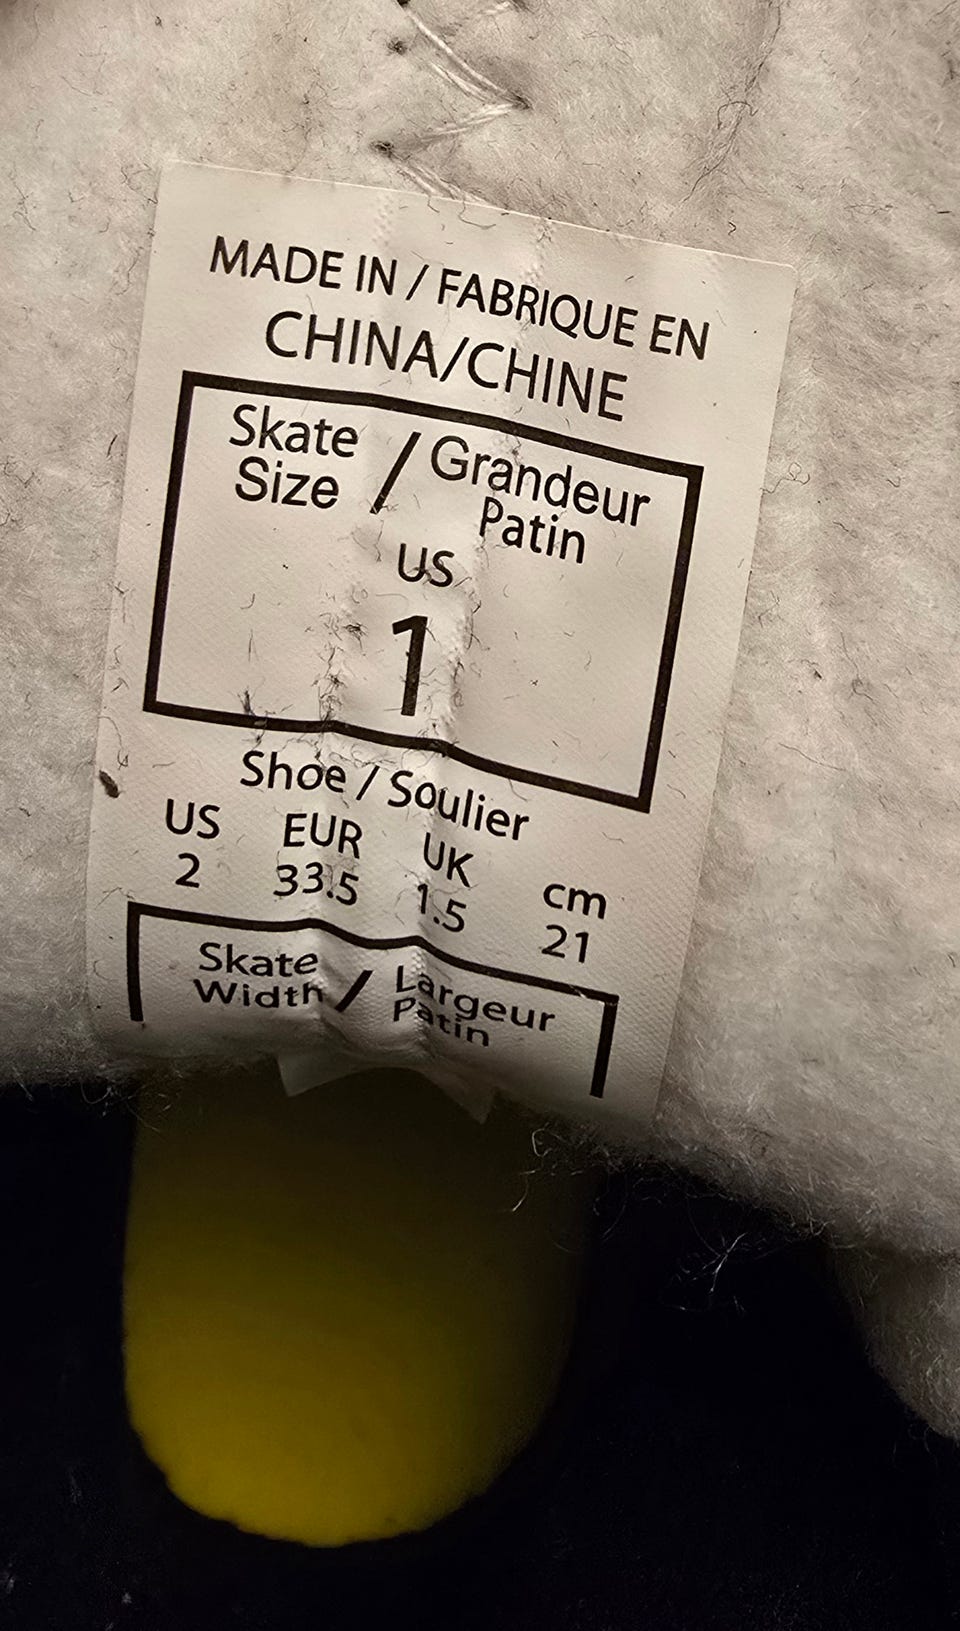 MADE IN / FABRIQUE EN
CHINA/CHINE
Skate / Grandeur
Size Patin
US
1
Shoe / Soulier
US EUR UK cm
2 33.5 1.5 21
Skate / Largeur
Width Patin